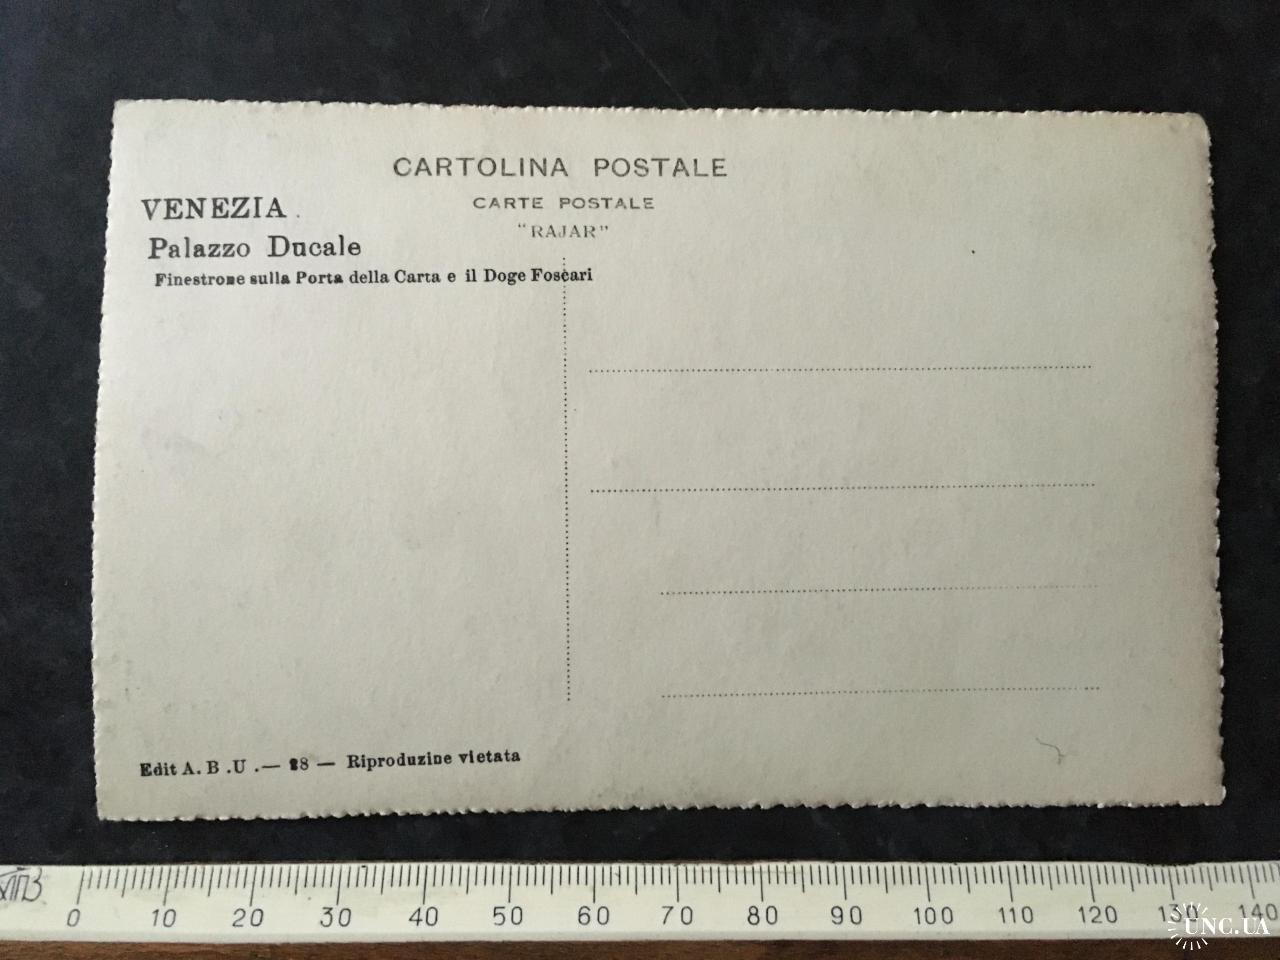 CARTOLINA POSTALE
CARTE POSTALE
"RAJAR"
VENEZIA.
Palazzo Ducale
Finestrone sulla Porta della Carta e il Doge Foscari
Edit A. B .U .— 28 — Riproduzine vietata
0 10 20 30 40 50 60 70 80 90 100 110 120 130 140
UNC.UA